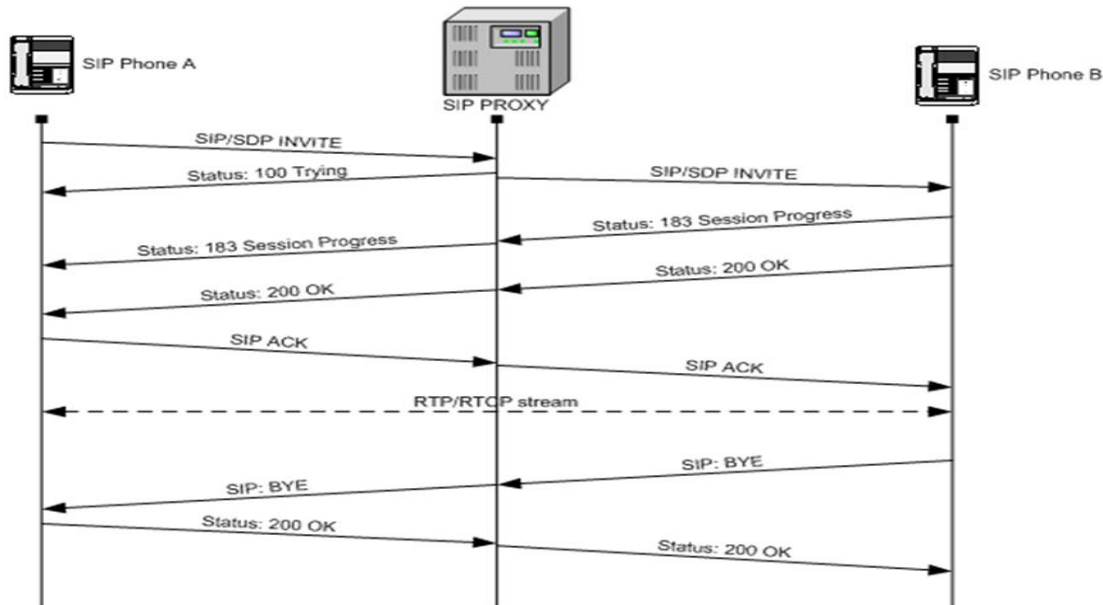 SIP Phone A
SIP PROXY
SIP Phone B
SIP/SDP INVITE
Status: 100 Trying
SIP/SDP INVITE
Status: 183 Session Progress
Status: 183 Session Progress
Status: 200 OK
Status: 200 OK
SIP ACK
SIP ACK
RTP/RTCP stream
SIP: BYE
SIP: BYE
Status: 200 OK
Status: 200 OK